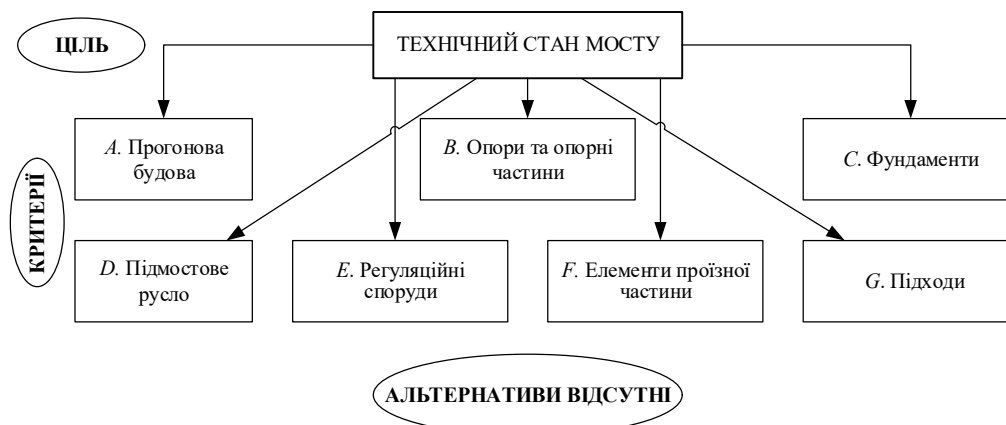 ЦІЛЬ
ТЕХНІЧНИЙ СТАН МОСТУ
A. Прогонова
будова
B. Опори та опорні
частини
C. Фундаменти
КРИТЕРІЇ
D. Підмостове
русло
E. Регуляційні
споруди
F. Елементи проїзної
частини
G. Підходи
АЛЬТЕРНАТИВИ ВІДСУТНІ